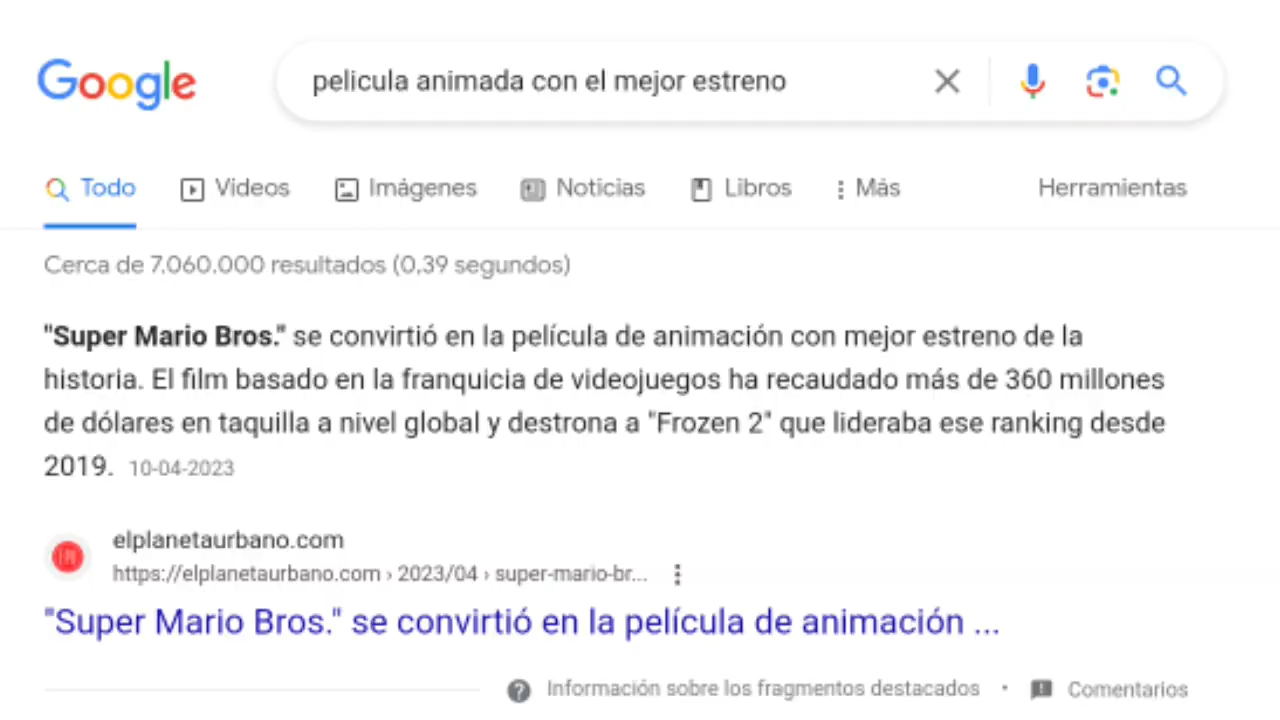 Google
pelicula animada con el mejor estreno
Todo Videos Imágenes Noticias Libros Más Herramientas
Cerca de 7.060.000 resultados (0,39 segundos)
"Super Mario Bros." se convirtió en la película de animación con mejor estreno de la
historia. El film basado en la franquicia de videojuegos ha recaudado más de 360 millones
de dólares en taquilla a nivel global y destrona a "Frozen 2" que lideraba ese ranking desde
2019. 10-04-2023
elplanetaurbano.com
https://elplanetaurbano.com › 2023/04 › super-mario-br...
"Super Mario Bros." se convirtió en la película de animación ...
Información sobre los fragmentos destacados · Comentarios